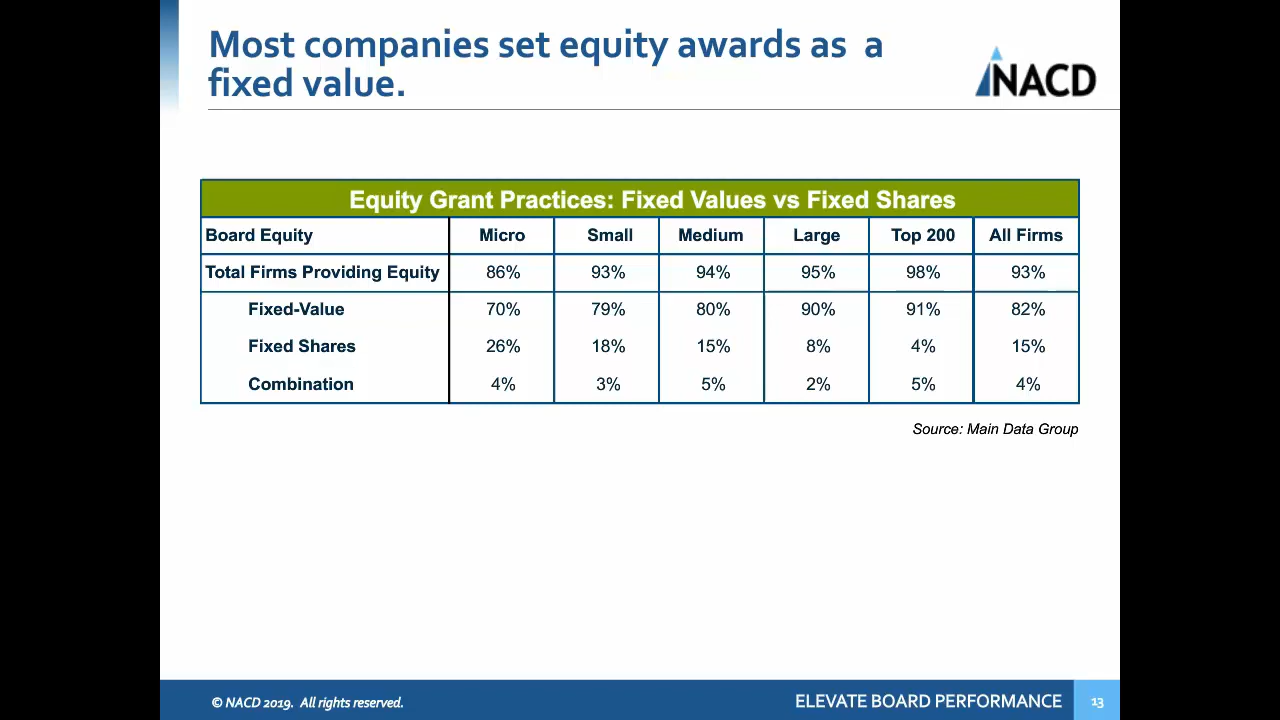 Most companies set equity awards as  a
fixed value.
NACD
Equity Grant Practices: Fixed Values vs Fixed Shares
Board Equity Micro Small Medium Large Top 200 All Firms
Total Firms Providing Equity 86% 93% 94% 95% 98% 93%
Fixed-Value 70% 79% 80% 90% 91% 82%
Fixed Shares 26% 18% 15% 8% 4% 15%
Combination 4% 3% 5% 2% 5% 4%
Source: Main Data Group
© NACD 2019.  All rights reserved. ELEVATE BOARD PERFORMANCE 13